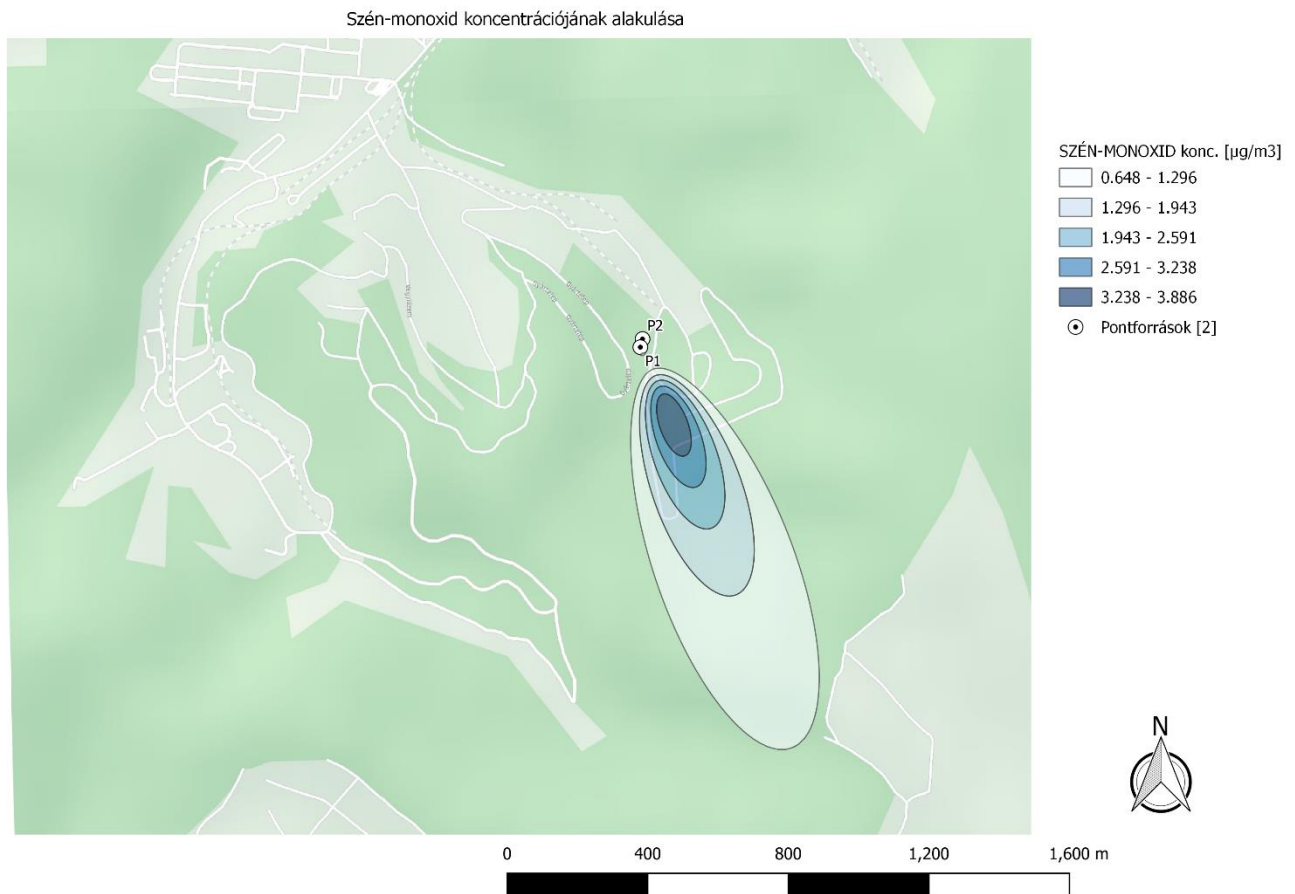 Szén-monoxid koncentrációjának alakulása
SZÉN-MONOXID konc. [µg/m3]
0.648 - 1.296
1.296 - 1.943
1.943 - 2.591
2.591 - 3.238
3.238 - 3.886
Pontforrások [2]
P2
P1
N
0 400 800 1,200 1,600 m